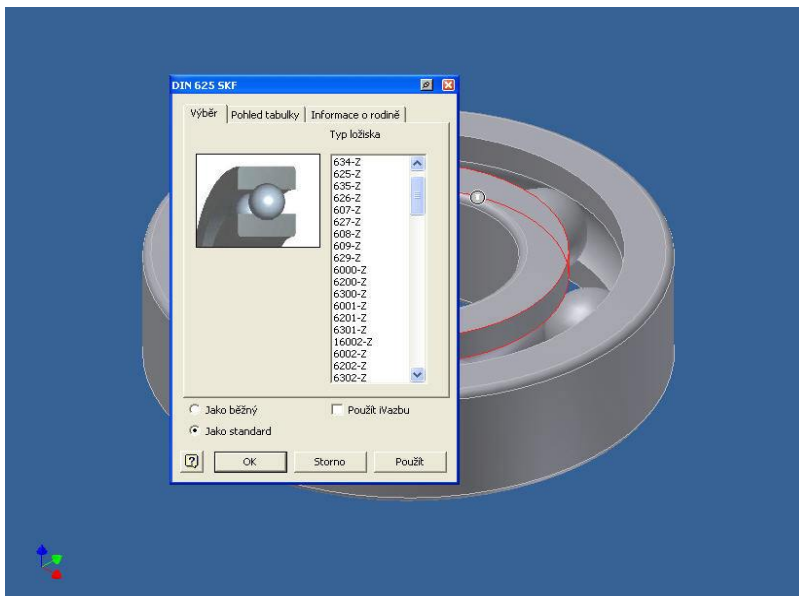 DIN 625 SKF
Výběr
Pohled tabulky
Informace o rodině
Typ ložiska
634-Z
625-Z
635-Z
626-Z
607-Z
627-Z
608-Z
609-Z
629-Z
6000-Z
6200-Z
6300-Z
6001-Z
6201-Z
6301-Z
16002-Z
6002-Z
6202-Z
6302-Z
Jako běžný
Použít iVazbu
Jako standard
OK
Storno
Použít